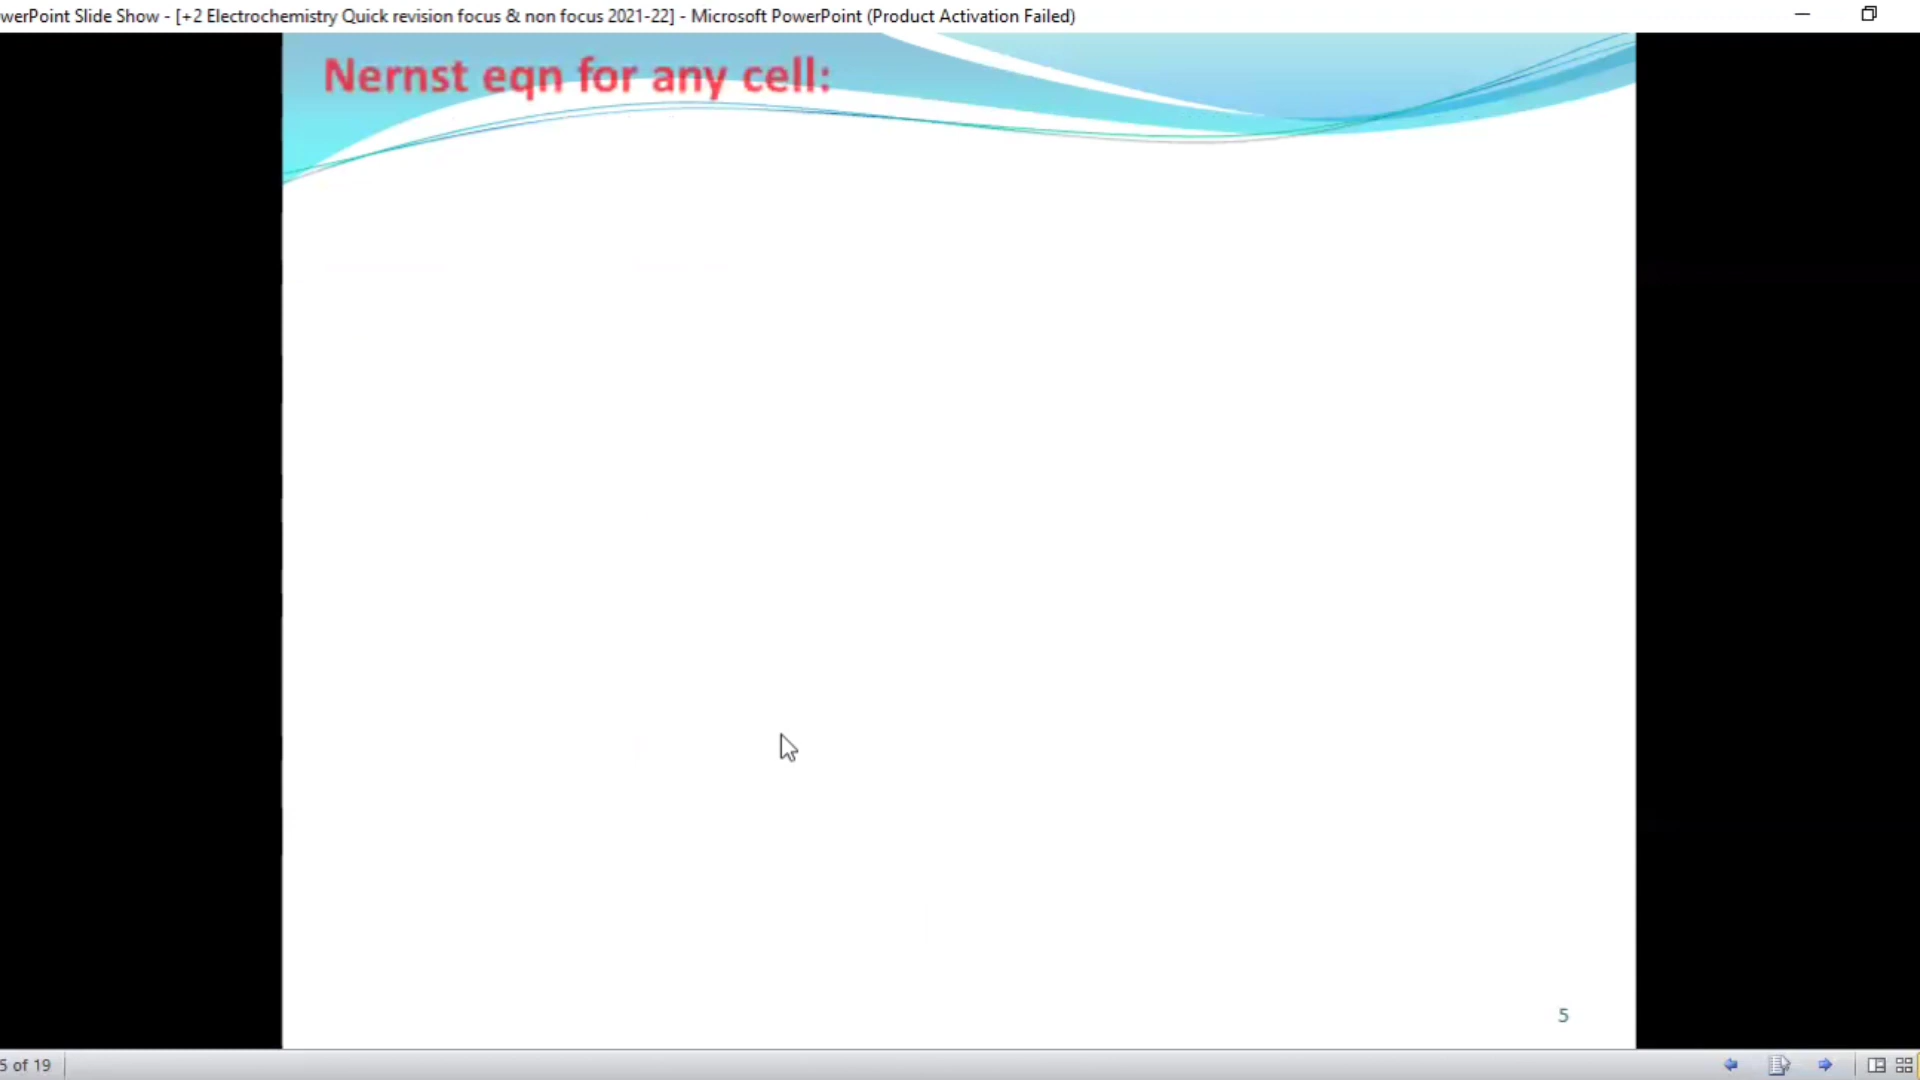 werPoint Slide Show - [+2 Electrochemistry Quick revision focus & non focus 2021-22] - Microsoft PowerPoint (Product Activation Failed)
Nernst eqn for any cell:
5
5 of 19